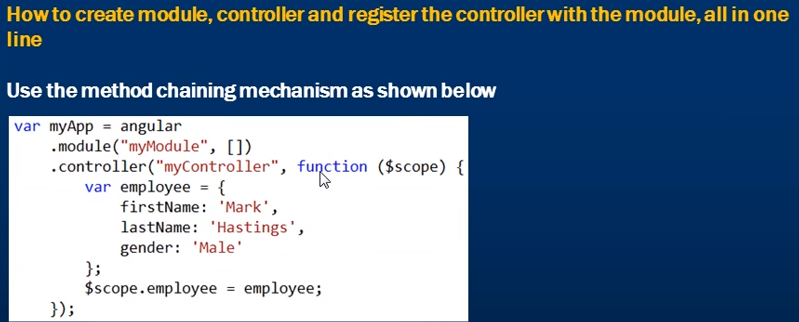 How to create module, controller and register the controller with the module, all in one
line
Use the method chaining mechanism as shown below
var myApp = angular
    .module("myModule", [])
    .controller("myController", function ($scope) {
        var employee = {
            firstName: 'Mark',
            lastName: 'Hastings',
            gender: 'Male'
        };
        $scope.employee = employee;
    });